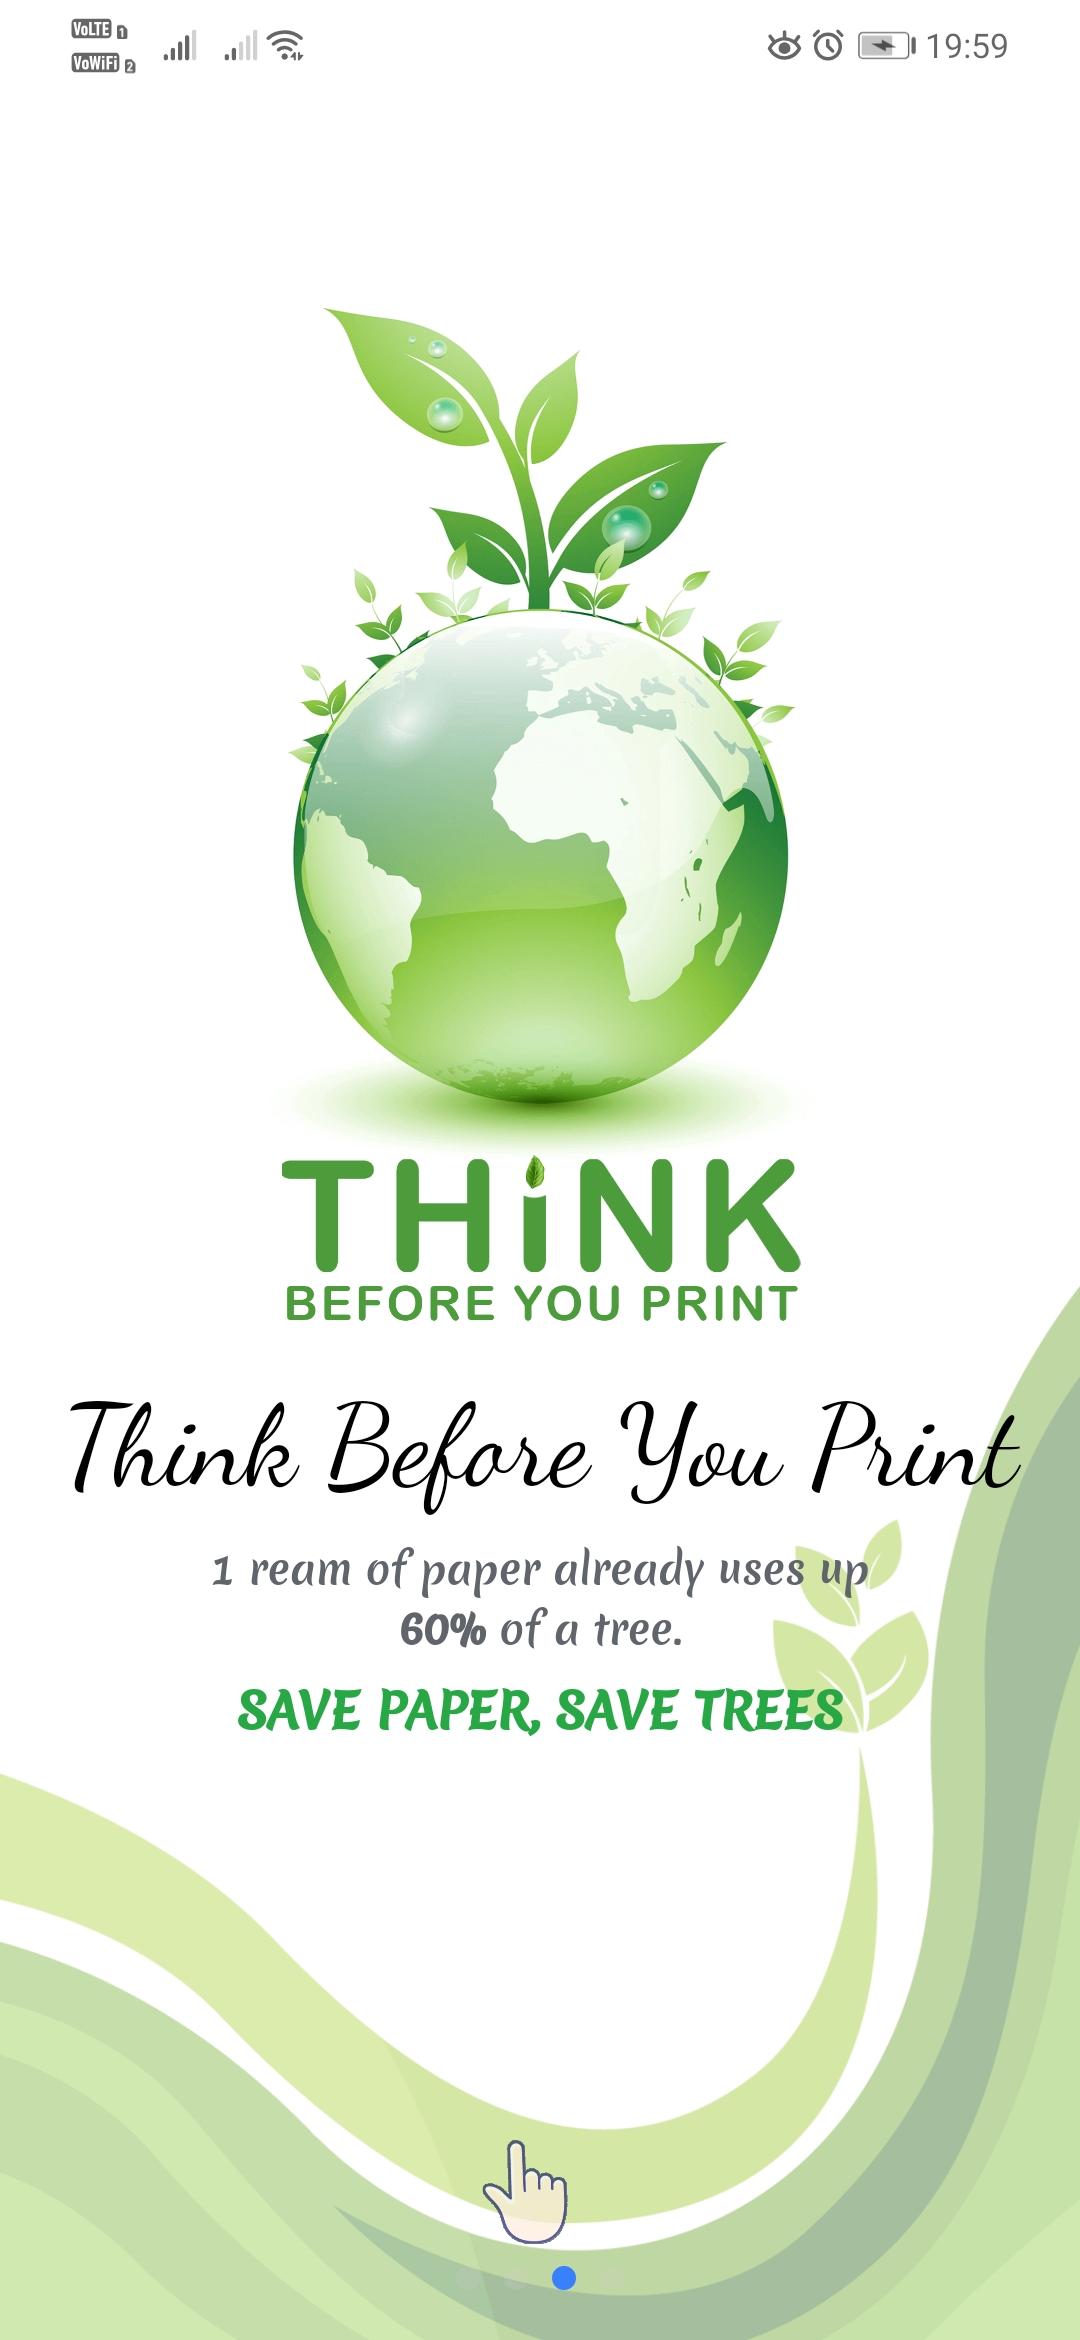 VoLTE 1
VoWiFi 2
19:59
THiNK
BEFORE YOU PRINT
Think Before You Print
1 ream of paper already uses up
60% of a tree.
SAVE PAPER, SAVE TREES